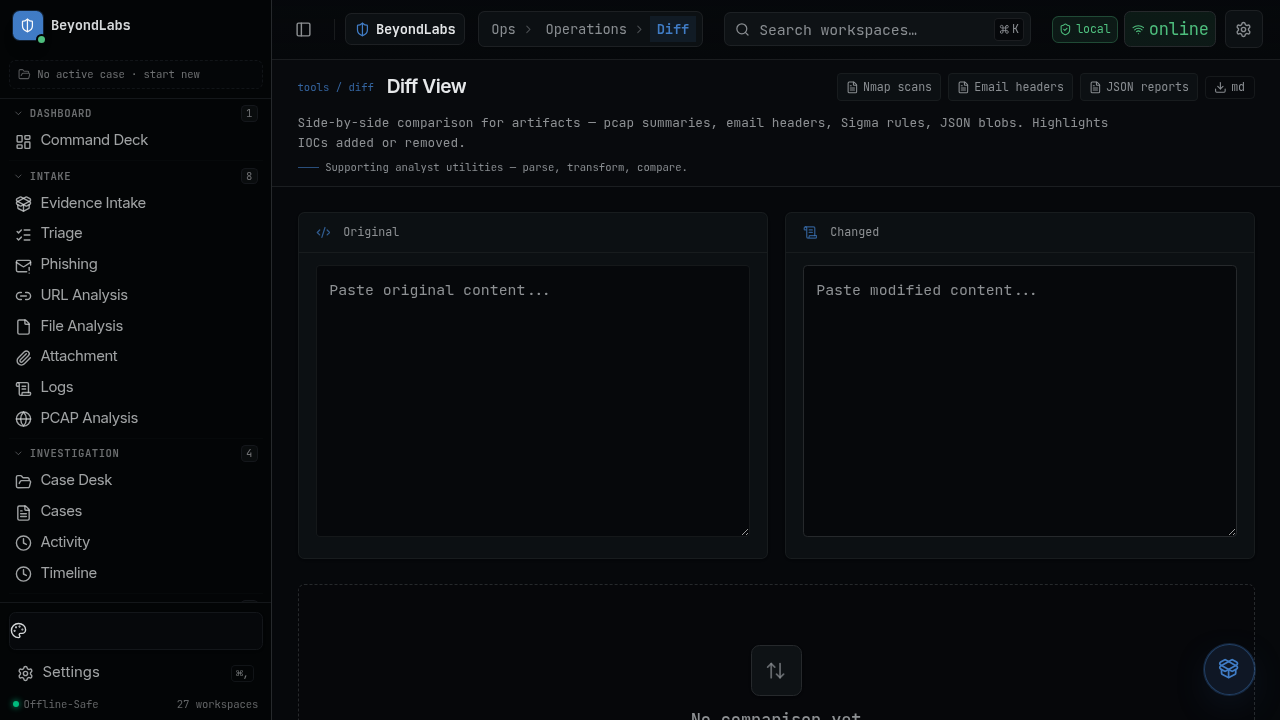 BeyondLabs
No active case · start new
DASHBOARD 1
Command Deck
INTAKE 8
Evidence Intake
Triage
Phishing
URL Analysis
File Analysis
Attachment
Logs
PCAP Analysis
INVESTIGATION 4
Case Desk
Cases
Activity
Timeline
Settings ⌘,
Offline-Safe 27 workspaces
BeyondLabs Ops Operations Diff Search workspaces… ⌘K local online
tools / diff Diff View Nmap scans Email headers JSON reports md
Side-by-side comparison for artifacts — pcap summaries, email headers, Sigma rules, JSON blobs. Highlights
IOCs added or removed.
Supporting analyst utilities — parse, transform, compare.
Original
Paste original content...
Changed
Paste modified content...
No comparison yet